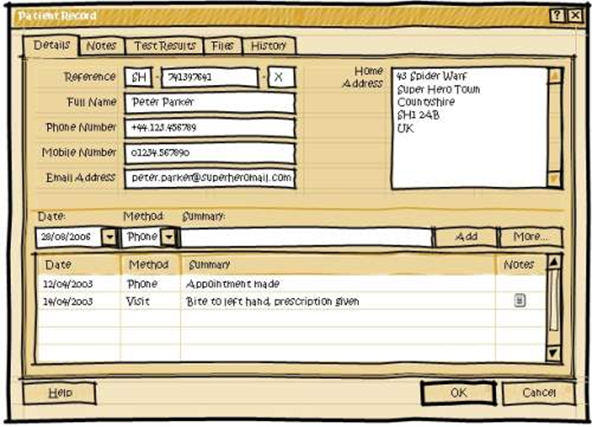 Patient Record ? X
Details Notes Test Results Files History
Reference SH - 741397641 - X
Full Name Peter Parker
Phone Number +44.123.456789
Mobile Number 01234.567890
Email Address peter.parker@superheromail.com
Home Address
43 Spider Warf
Super Hero Town
Countyshire
SH1 2AB
UK
Date: Method: Summary:
28/08/2006 Phone Add More...
Date Method Summary Notes
12/04/2003 Phone Appointment made
14/04/2003 Visit Bite to left hand, prescription given
Help OK Cancel